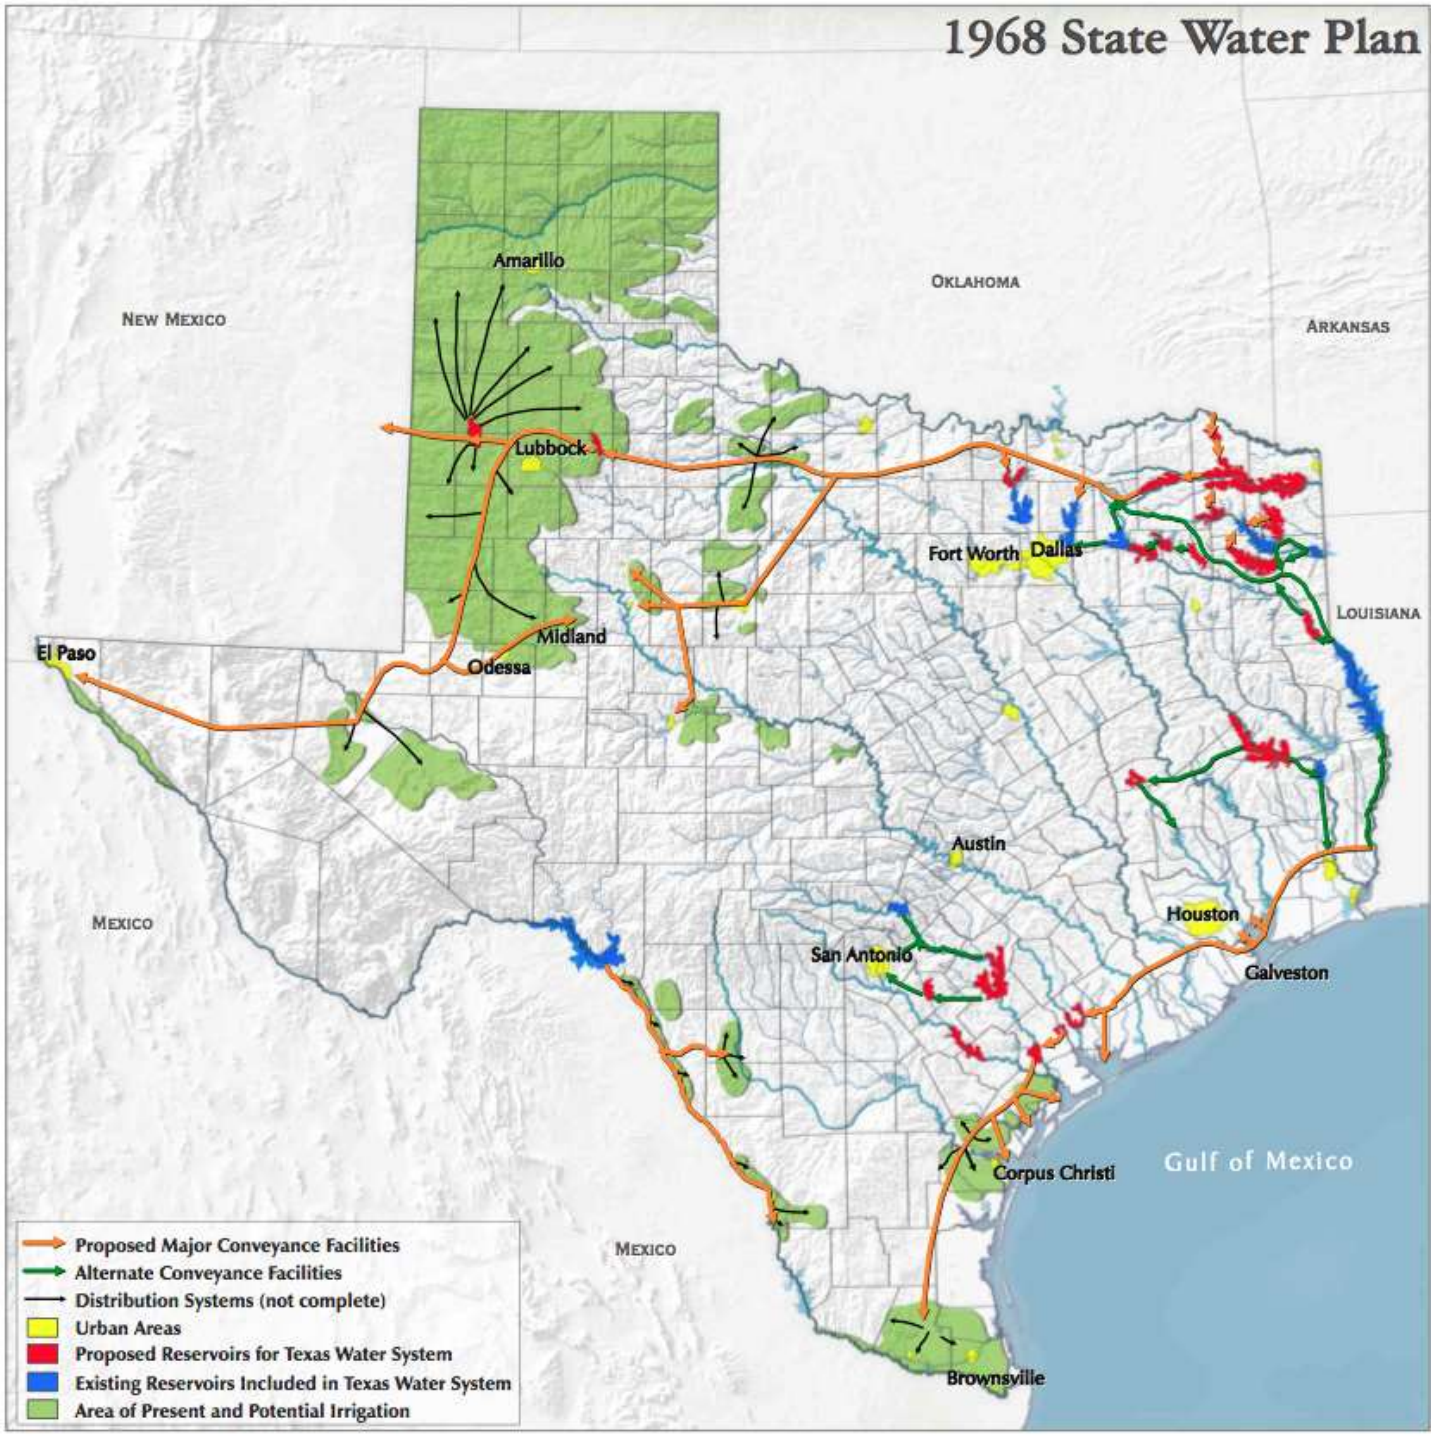 1968 State Water Plan
Amarillo
OKLAHOMA
NEW MEXICO
ARKANSAS
Lubbock
Fort Worth
Dallas
LOUISIANA
Midland
El Paso
Odessa
Austin
MEXICO
Houston
San Antonio
Galveston
Gulf of Mexico
Corpus Christi
MEXICO
Brownsville
Proposed Major Conveyance Facilities
Alternate Conveyance Facilities
Distribution Systems (not complete)
Urban Areas
Proposed Reservoirs for Texas Water System
Existing Reservoirs Included in Texas Water System
Area of Present and Potential Irrigation